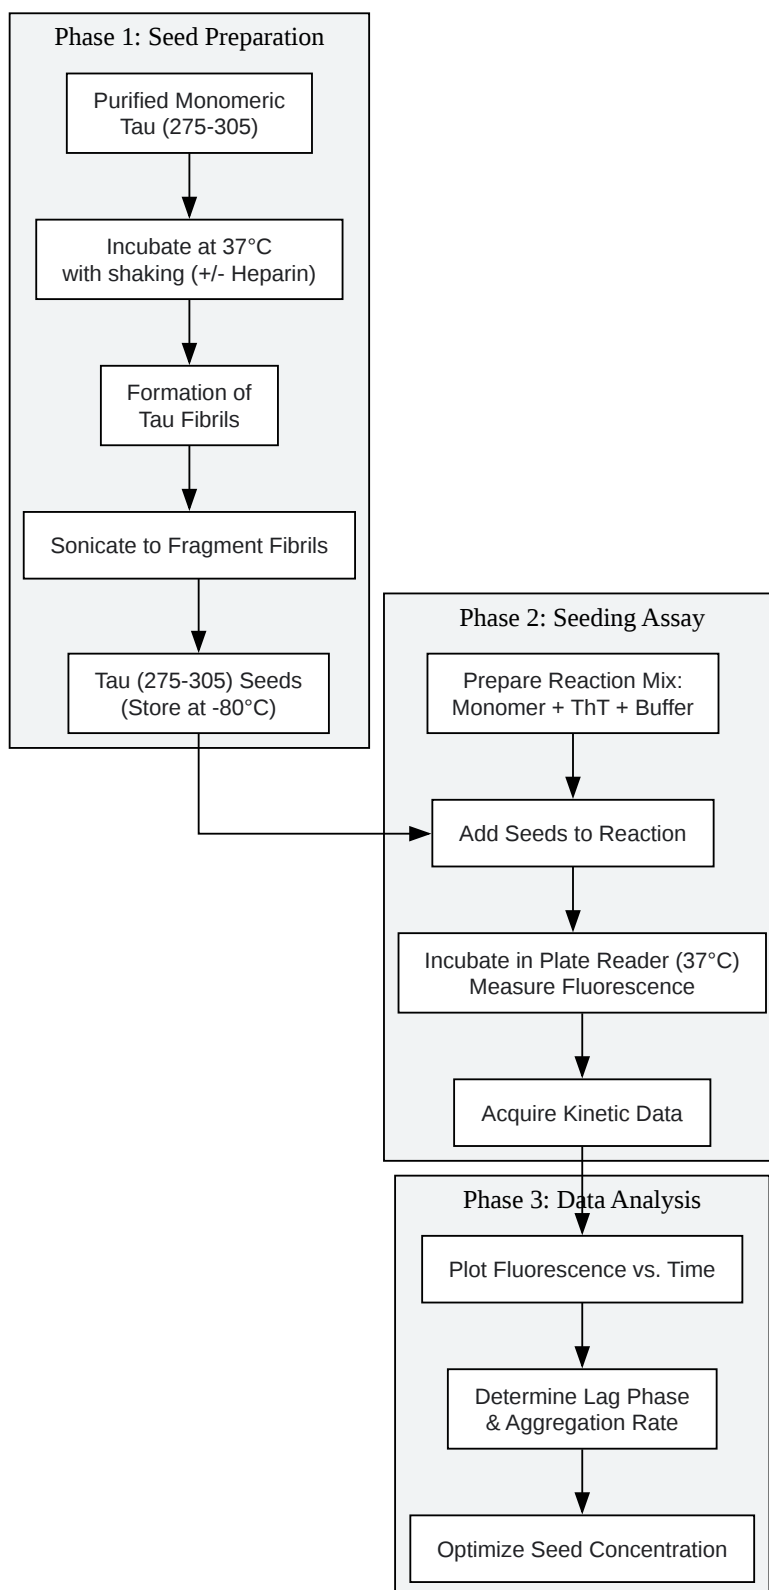 Phase 1: Seed Preparation
Purified Monomeric
Tau (275-305)
Incubate at 37°C
with shaking (+/- Heparin)
Formation of
Tau Fibrils
Sonicate to Fragment Fibrils
Tau (275-305) Seeds
(Store at -80°C)
Phase 2: Seeding Assay
Prepare Reaction Mix:
Monomer + ThT + Buffer
Add Seeds to Reaction
Incubate in Plate Reader (37°C)
Measure Fluorescence
Acquire Kinetic Data
Phase 3: Data Analysis
Plot Fluorescence vs. Time
Determine Lag Phase
& Aggregation Rate
Optimize Seed Concentration